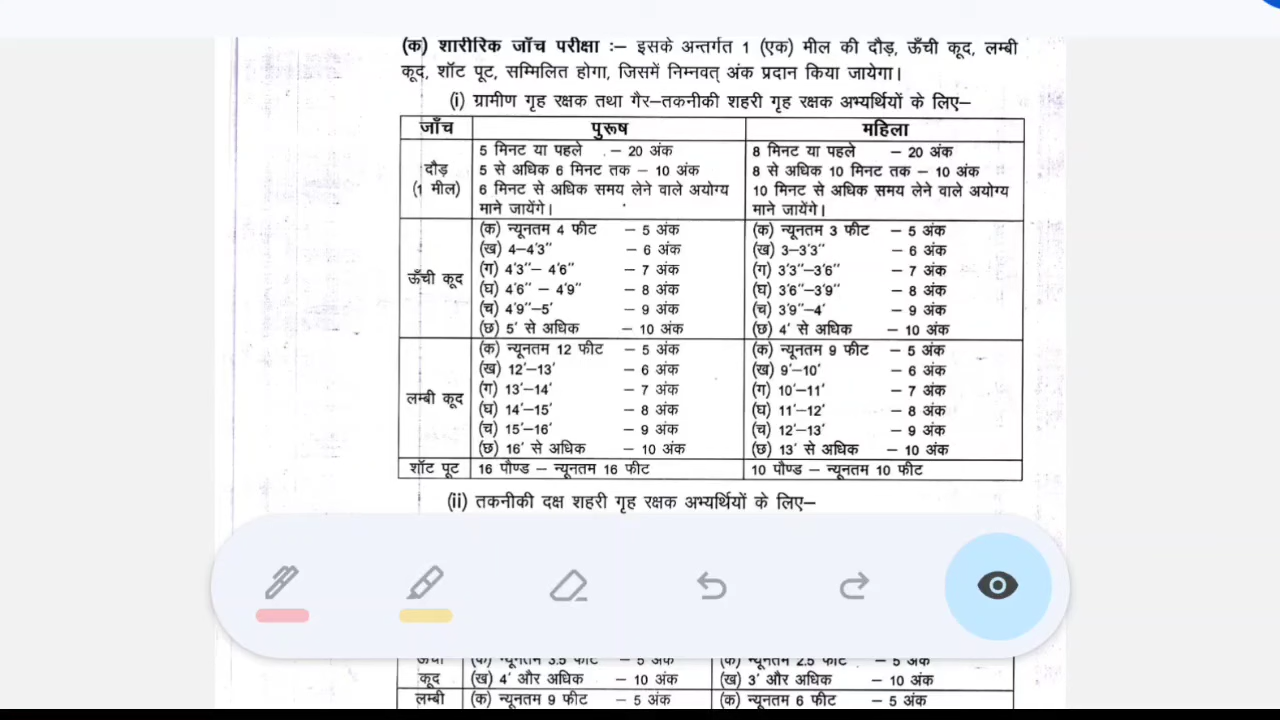 (क) शारीरिक जाँच परीक्षा :– इसके अन्तर्गत 1 (एक) मील की दौड़, ऊँची कूद, लम्बी
कूद, शॉट पूट, सम्मिलित होगा, जिसमें निम्नवत् अंक प्रदान किया जायेगा।
(i) ग्रामीण गृह रक्षक तथा गैर–तकनीकी शहरी गृह रक्षक अभ्यर्थियों के लिए–
जाँच पुरूष महिला
दौड़ (1 मील)
5 मिनट या पहले – 20 अंक
5 से अधिक 6 मिनट तक – 10 अंक
6 मिनट से अधिक समय लेने वाले अयोग्य
माने जायेंगे।
8 मिनट या पहले – 20 अंक
8 से अधिक 10 मिनट तक – 10 अंक
10 मिनट से अधिक समय लेने वाले अयोग्य
माने जायेंगे।
ऊँची कूद
(क) न्यूनतम 4 फीट – 5 अंक
(ख) 4–4'3" – 6 अंक
(ग) 4'3"– 4'6" – 7 अंक
(घ) 4'6" – 4'9" – 8 अंक
(च) 4'9"–5' – 9 अंक
(छ) 5' से अधिक – 10 अंक
(क) न्यूनतम 3 फीट – 5 अंक
(ख) 3–3'3" – 6 अंक
(ग) 3'3"–3'6" – 7 अंक
(घ) 3'6"–3'9" – 8 अंक
(च) 3'9"–4' – 9 अंक
(छ) 4' से अधिक – 10 अंक
लम्बी कूद
(क) न्यूनतम 12 फीट – 5 अंक
(ख) 12'–13' – 6 अंक
(ग) 13'–14' – 7 अंक
(घ) 14'–15' – 8 अंक
(च) 15'–16' – 9 अंक
(छ) 16' से अधिक – 10 अंक
(क) न्यूनतम 9 फीट – 5 अंक
(ख) 9'–10' – 6 अंक
(ग) 10'–11' – 7 अंक
(घ) 11'–12' – 8 अंक
(च) 12'–13' – 9 अंक
(छ) 13' से अधिक – 10 अंक
शॉट पूट 16 पौण्ड – न्यूनतम 16 फीट 10 पौण्ड – न्यूनतम 10 फीट
(ii) तकनीकी दक्ष शहरी गृह रक्षक अभ्यर्थियों के लिए–
ऊँची (क) न्यूनतम 3.5 फीट – 5 अंक (क) न्यूनतम 2.5 फीट – 5 अंक
कूद (ख) 4' और अधिक – 10 अंक (ख) 3' और अधिक – 10 अंक
लम्बी (क) न्यूनतम 9 फीट – 5 अंक (क) न्यूनतम 6 फीट – 5 अंक